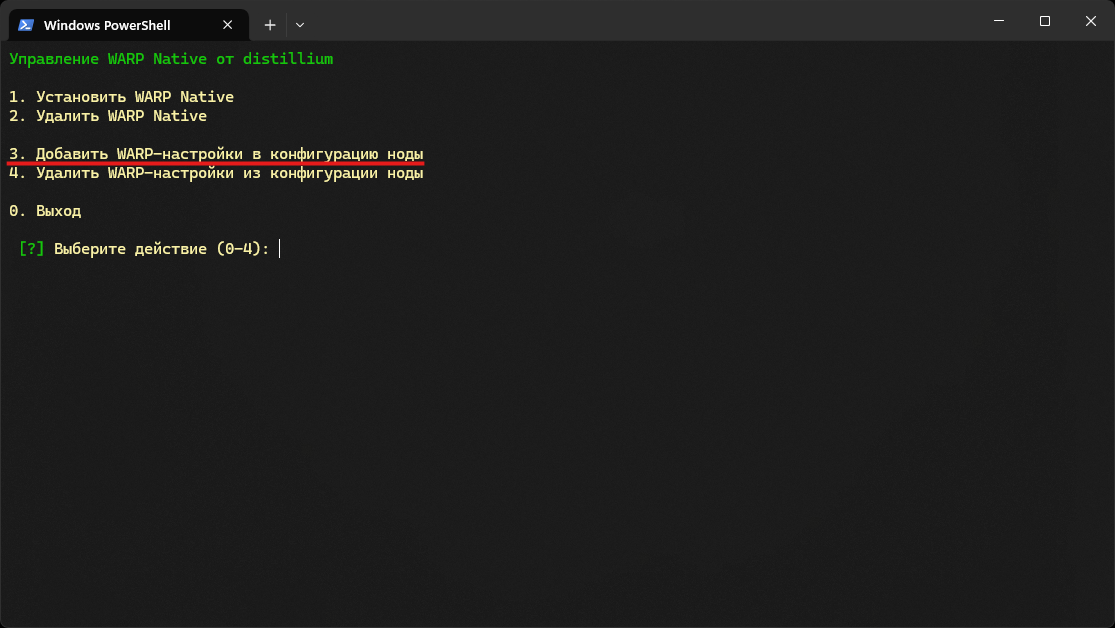 Windows PowerShell
Управление WARP Native от distillium
1. Установить WARP Native
2. Удалить WARP Native
3. Добавить WARP-настройки в конфигурацию ноды
4. Удалить WARP-настройки из конфигурации ноды
0. Выход
[?] Выберите действие (0-4):